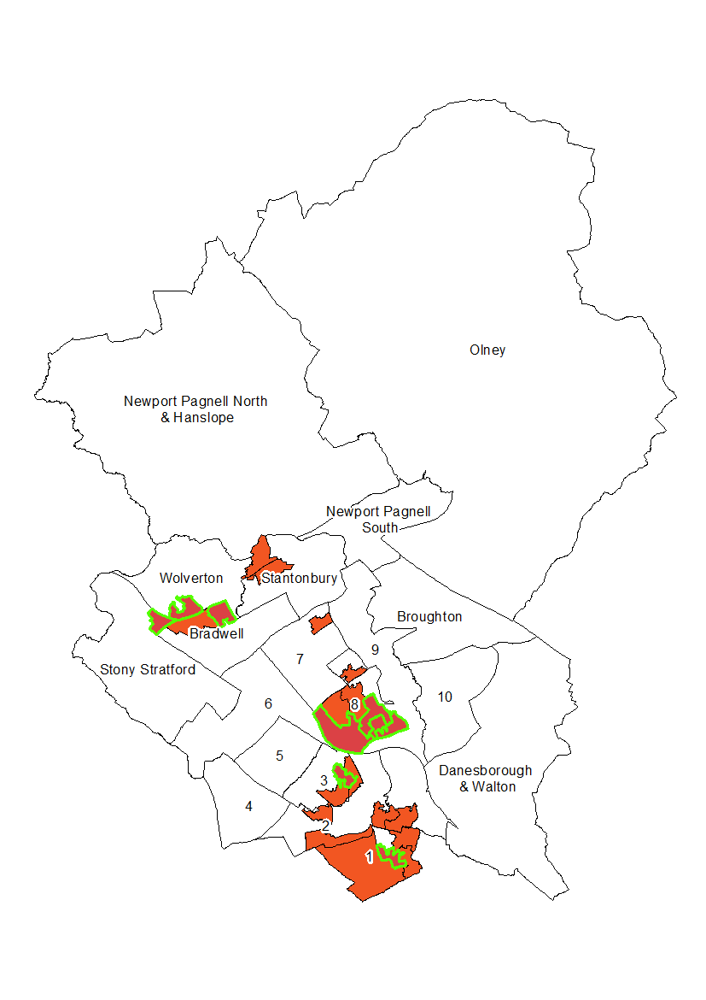 Olney
Newport Pagnell North
& Hanslope
Newport Pagnell
South
Wolverton
Stantonbury
Broughton
Bradwell
Stony Stratford
9
7
10
6
8
5
Danesborough
& Walton
3
4
2
1